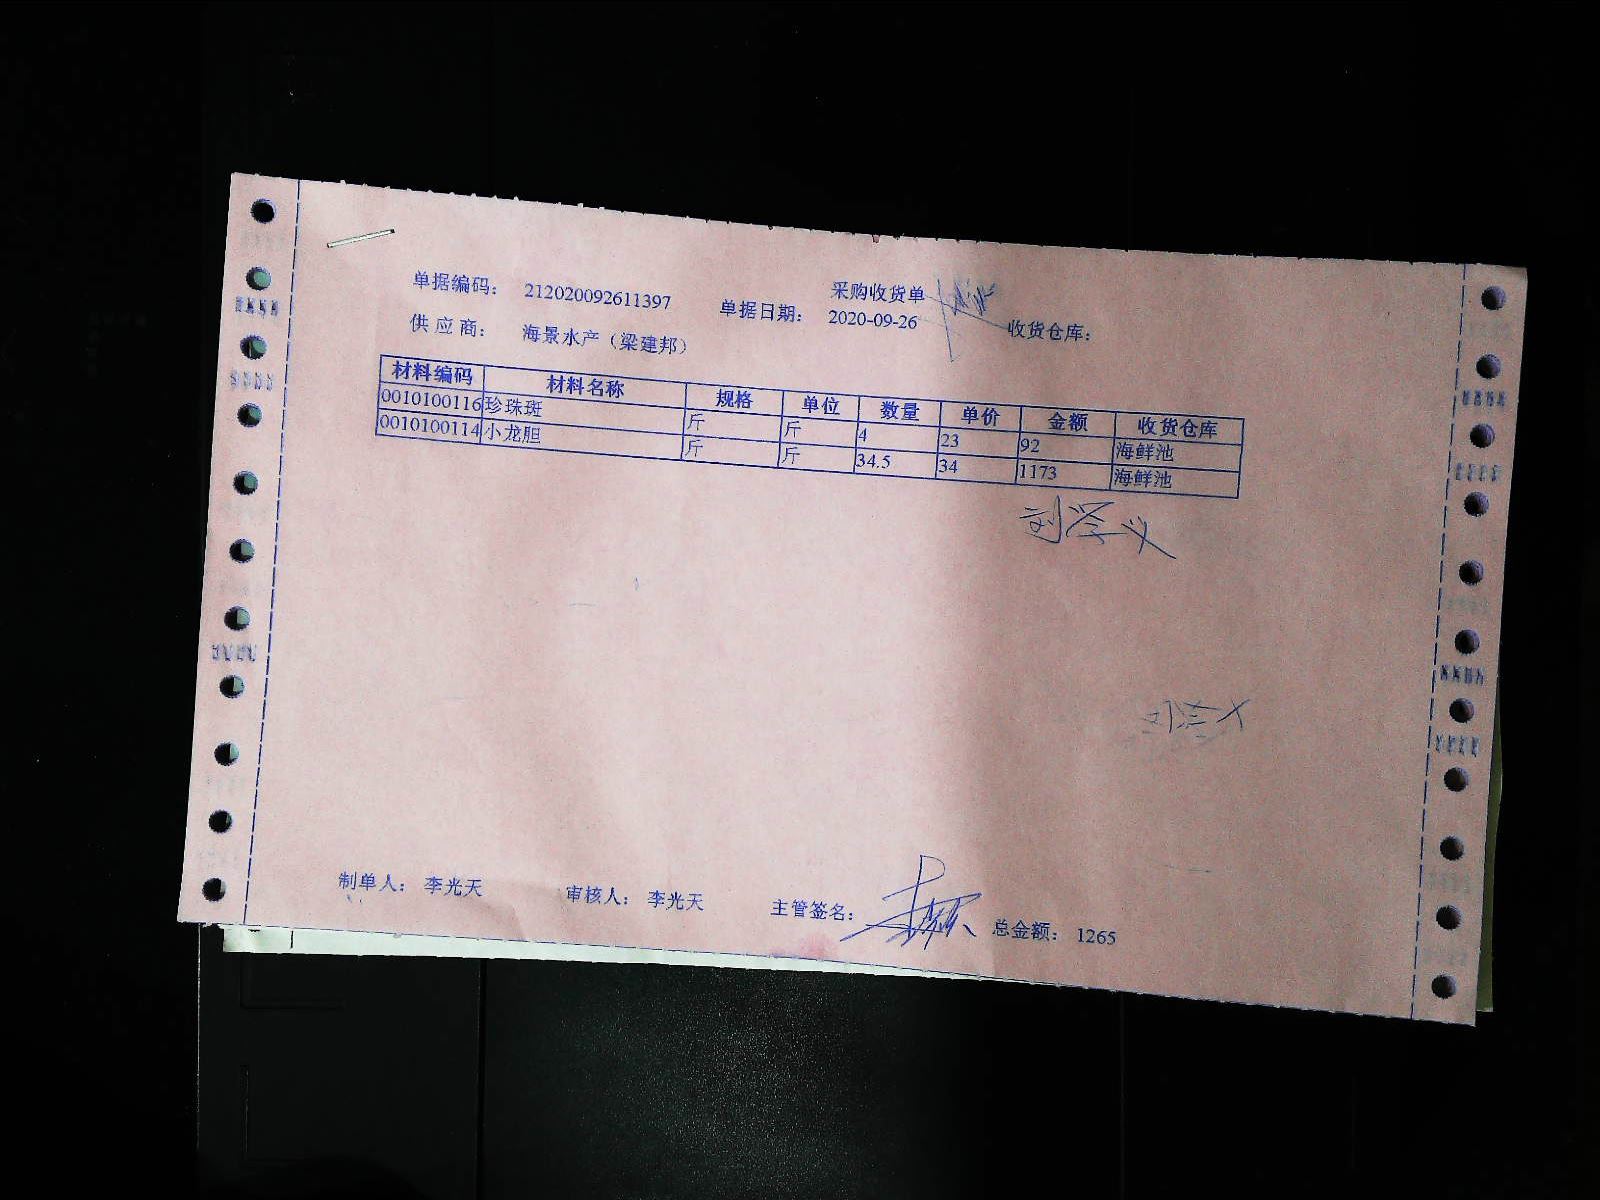 采购收货单
单据编码： 212020092611397 单据日期： 2020-09-26 收货仓库：
供 应 商： 海景水产（梁建邦）
材料编码 材料名称 规格 单位 数量 单价 金额 收货仓库
0010100116 珍珠斑 斤 斤 4 23 92 海鲜池
0010100114 小龙胆 斤 斤 34.5 34 1173 海鲜池
刘学义
制单人： 李光天 审核人： 李光天 主管签名： 总金额： 1265